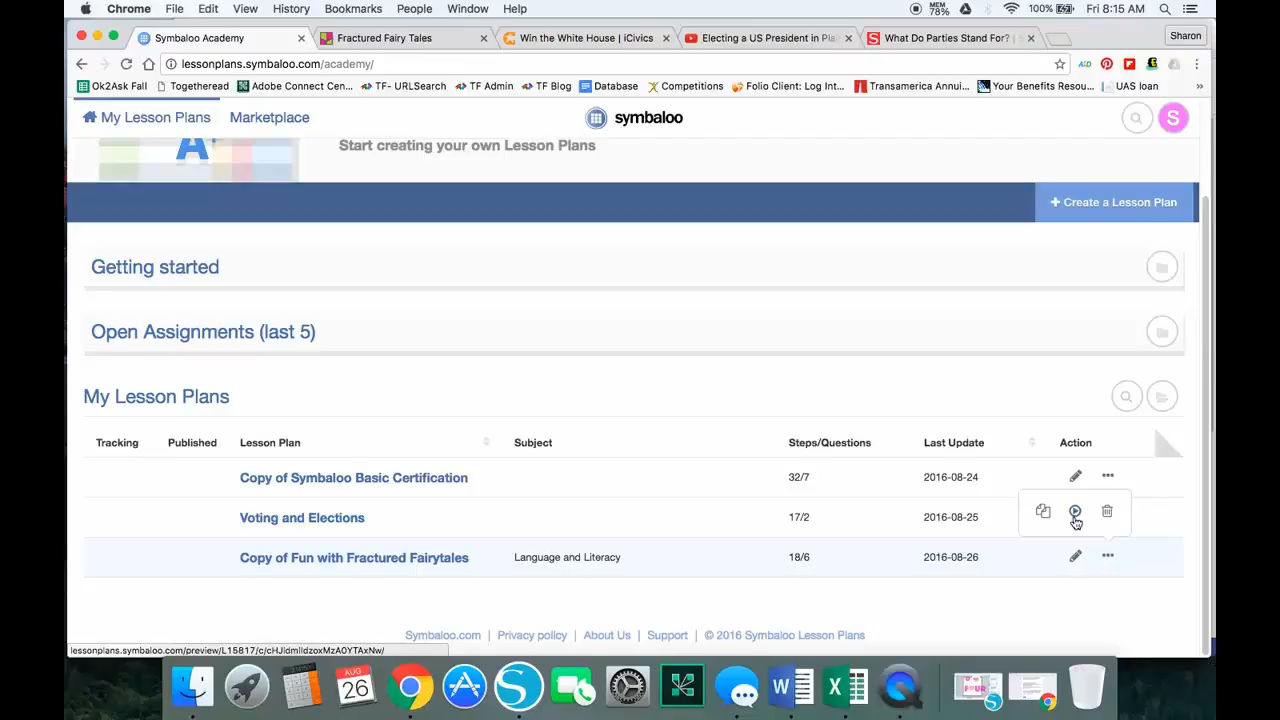 Chrome File Edit View History Bookmarks People Window Help MEM 78% 100% Fri 8:15 AM
Symbaloo Academy Fractured Fairy Tales Win the White House | iCivics Electing a US President in Pla What Do Parties Stand For? | S Sharon
lessonplans.symbaloo.com/academy/
Ok2Ask Fall Togetheread Adobe Connect Cen... TF- URLSearch TF Admin TF Blog Database Competitions Folio Client: Log Int... Transamerica Annui... Your Benefits Resou... UAS loan »
My Lesson Plans Marketplace symbaloo S
A+
Start creating your own Lesson Plans
+ Create a Lesson Plan
Getting started
Open Assignments (last 5)
My Lesson Plans
Tracking Published Lesson Plan Subject Steps/Questions Last Update Action
Copy of Symbaloo Basic Certification 32/7 2016-08-24
Voting and Elections 17/2 2016-08-25
Copy of Fun with Fractured Fairytales Language and Literacy 18/6 2016-08-26
Symbaloo.com | Privacy policy | About Us | Support | © 2016 Symbaloo Lesson Plans
AUG
26